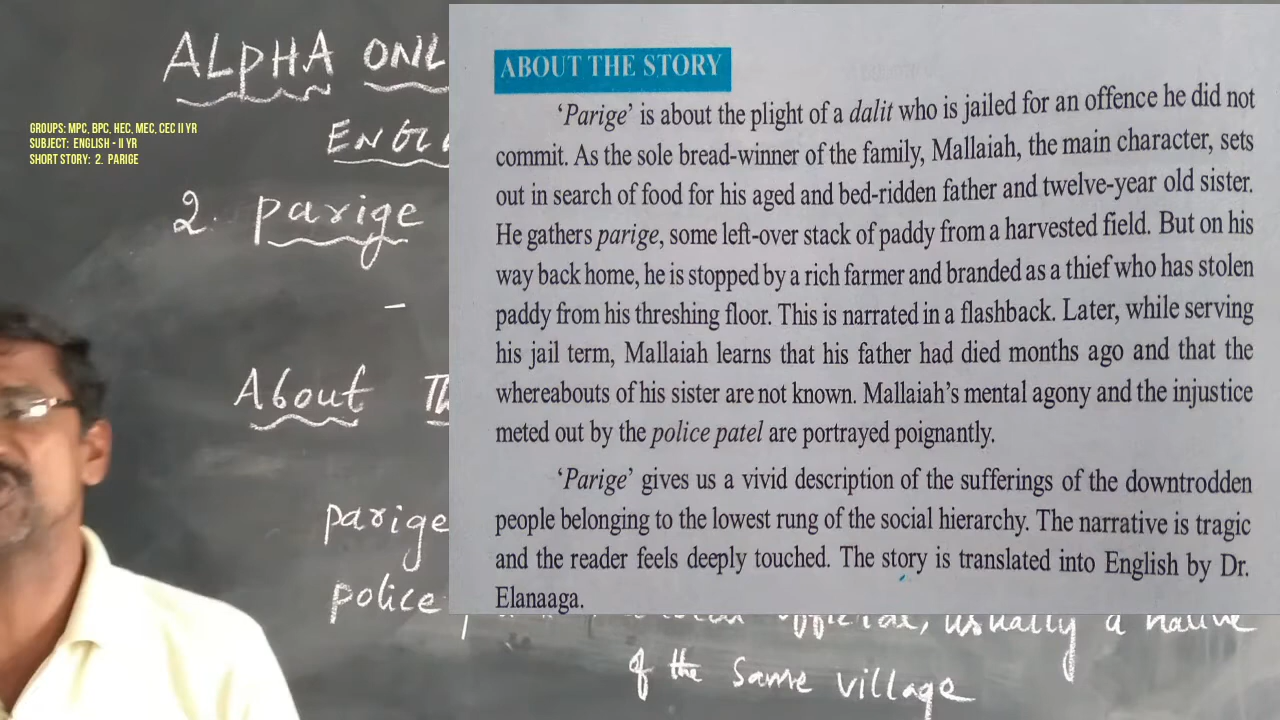 ALPHA ONL
ENGL
GROUPS: MPC, BPC, HEC, MEC, CEC II YR
SUBJECT: ENGLISH - II YR
SHORT STORY: 2. PARIGE
2. parige
-
About Th
parige
police
official, usually a native
of the same village
ABOUT THE STORY
'Parige' is about the plight of a dalit who is jailed for an offence he did not
commit. As the sole bread-winner of the family, Mallaiah, the main character, sets
out in search of food for his aged and bed-ridden father and twelve-year old sister.
He gathers parige, some left-over stack of paddy from a harvested field. But on his
way back home, he is stopped by a rich farmer and branded as a thief who has stolen
paddy from his threshing floor. This is narrated in a flashback. Later, while serving
his jail term, Mallaiah learns that his father had died months ago and that the
whereabouts of his sister are not known. Mallaiah's mental agony and the injustice
meted out by the police patel are portrayed poignantly.
'Parige' gives us a vivid description of the sufferings of the downtrodden
people belonging to the lowest rung of the social hierarchy. The narrative is tragic
and the reader feels deeply touched. The story is translated into English by Dr.
Elanaaga.